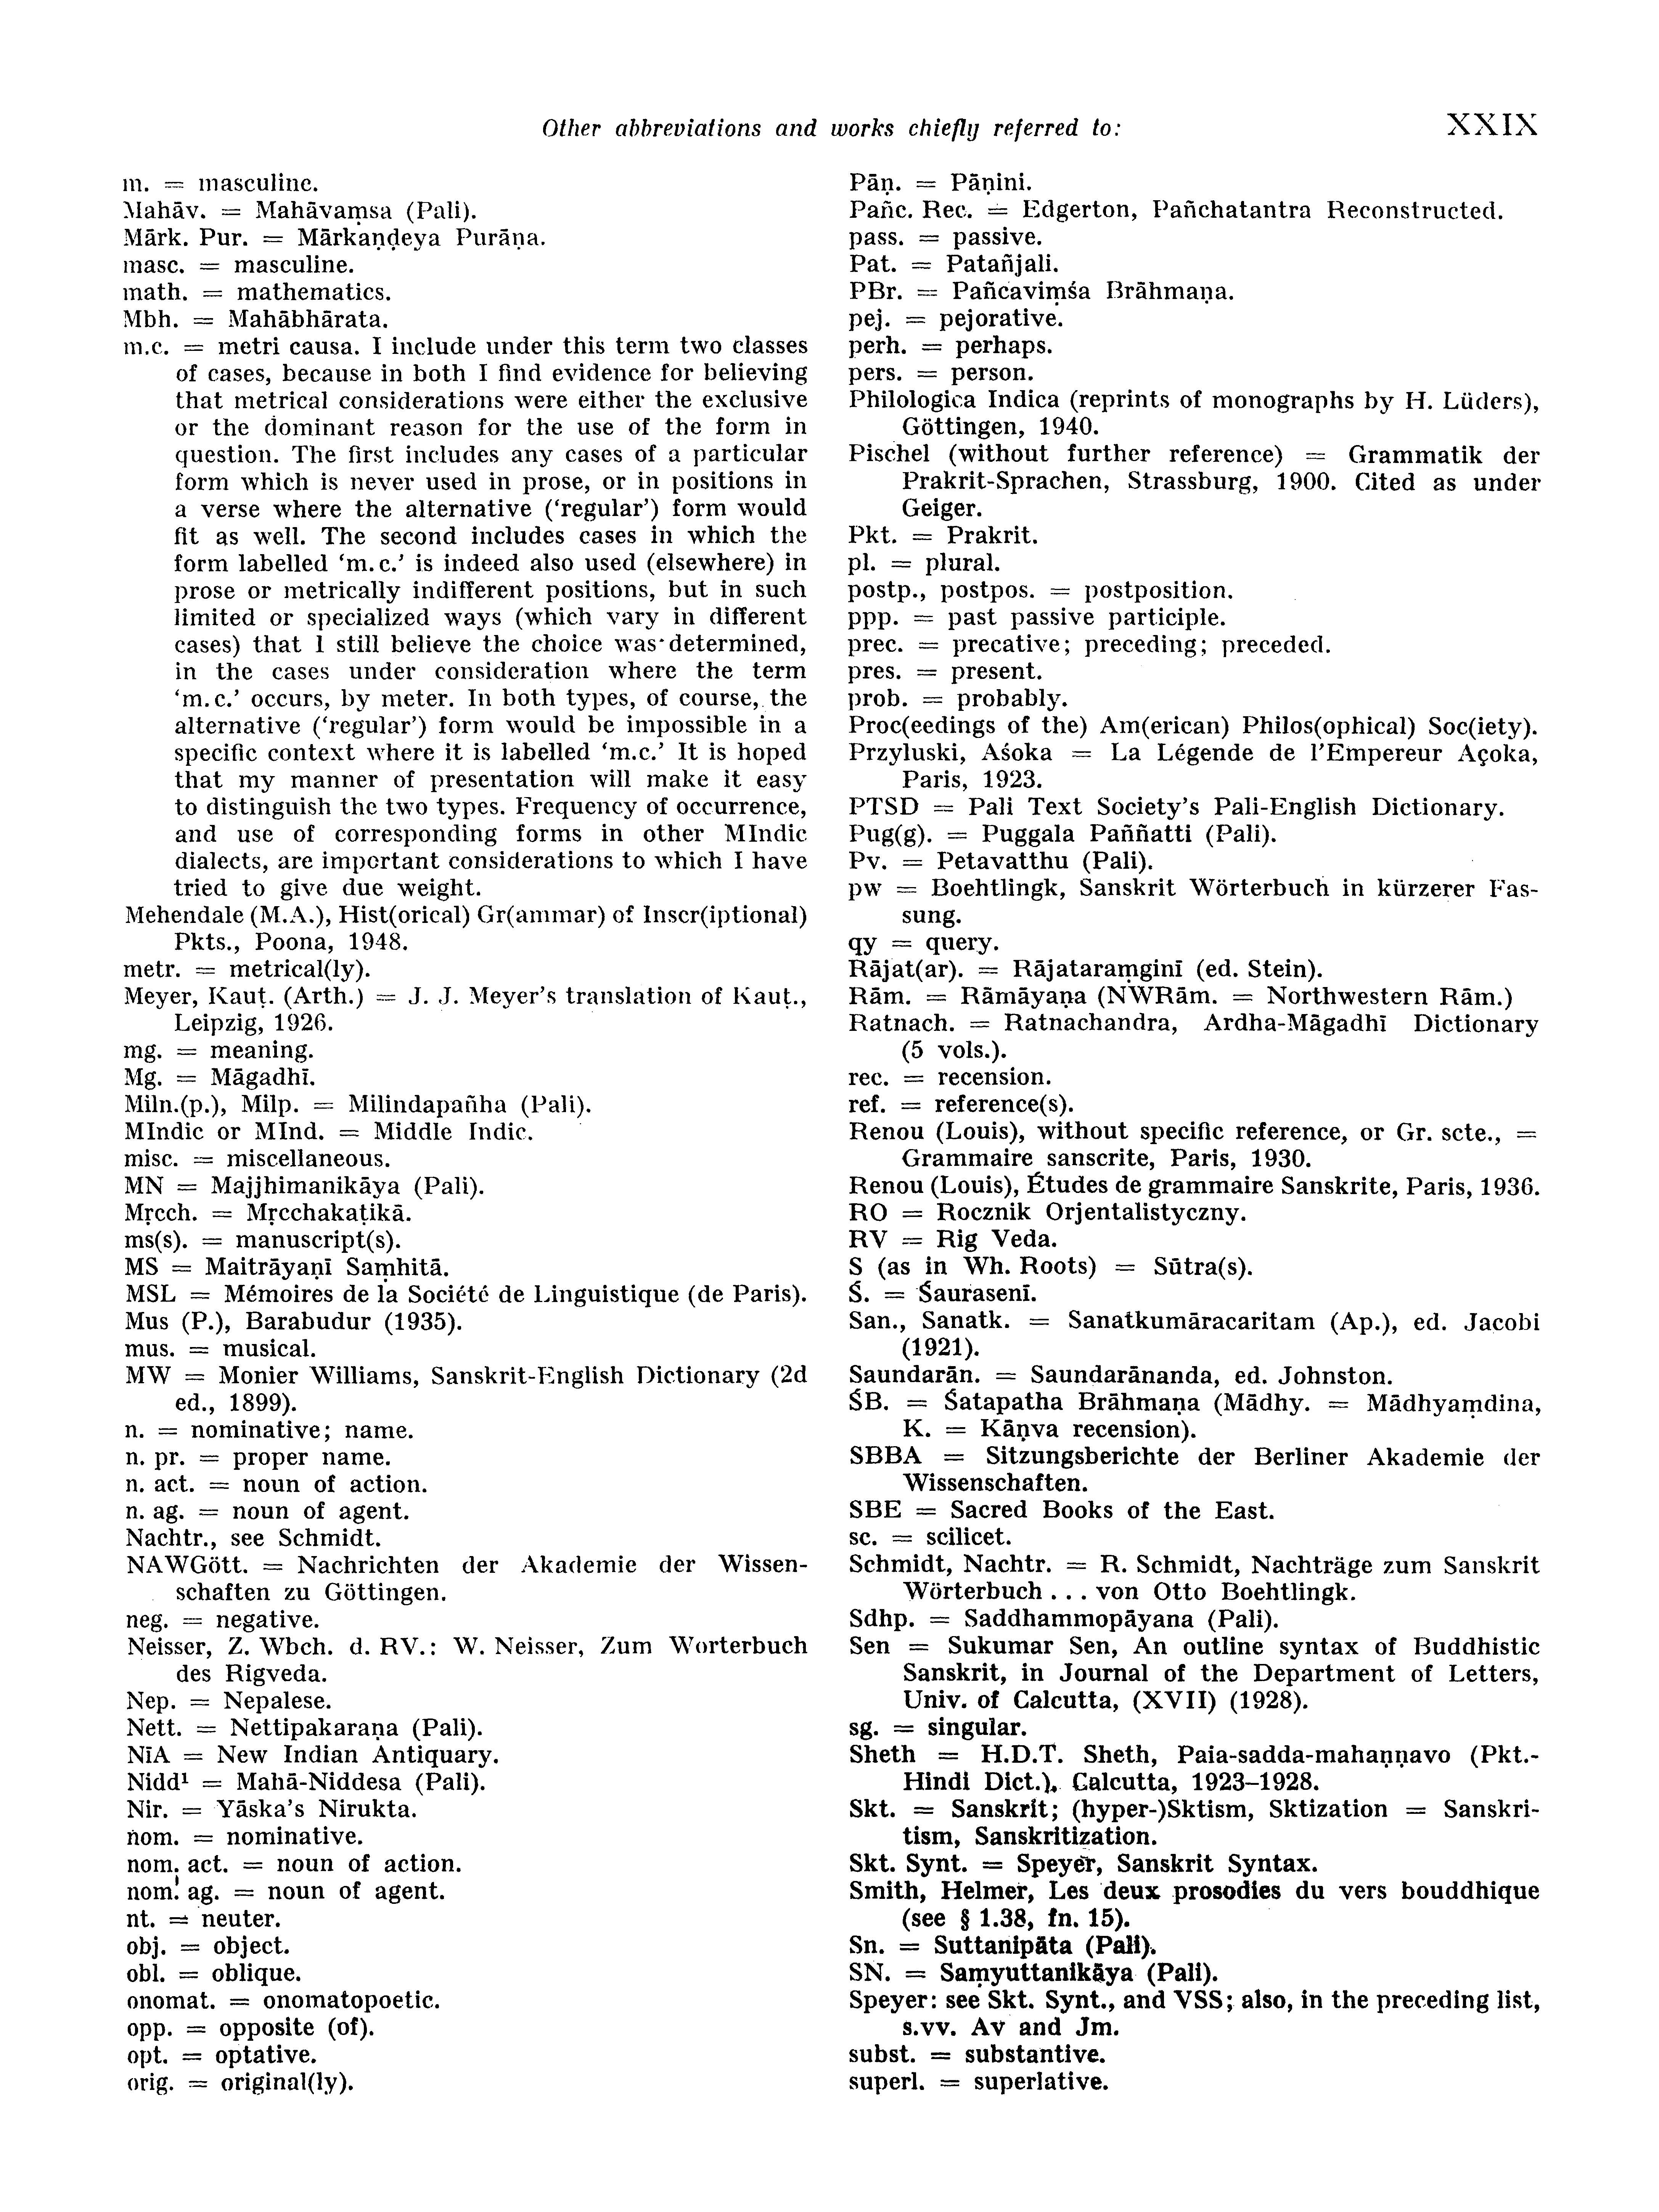 Other abbreviations and works chiefly referred to:
XXIX
m. = masculine.
Mahāv. = Mahāvaṃsa (Pali).
Mārk. Pur. = Mārkaṇḍeya Purāṇa.
masc. = masculine.
math. = mathematics.
Mbh. = Mahābhārata.
m.c. = metri causa. I include under this term two classes
of cases, because in both I find evidence for believing
that metrical considerations were either the exclusive
or the dominant reason for the use of the form in
question. The first includes any cases of a particular
form which is never used in prose, or in positions in
a verse where the alternative (‘regular’) form would
fit as well. The second includes cases in which the
form labelled ‘m.c.’ is indeed also used (elsewhere) in
prose or metrically indifferent positions, but in such
limited or specialized ways (which vary in different
cases) that I still believe the choice was determined,
in the cases under consideration where the term
‘m.c.’ occurs, by meter. In both types, of course, the
alternative (‘regular’) form would be impossible in a
specific context where it is labelled ‘m.c.’ It is hoped
that my manner of presentation will make it easy
to distinguish the two types. Frequency of occurrence,
and use of corresponding forms in other MIndic
dialects, are important considerations to which I have
tried to give due weight.
Mehendale (M.A.), Hist(orical) Gr(ammar) of Inscr(iptional)
Pkts., Poona, 1948.
metr. = metrical(ly).
Meyer, Kauṭ. (Arth.) = J. J. Meyer's translation of Kauṭ.,
Leipzig, 1926.
mg. = meaning.
Mg. = Māgadhī.
Miln.(p.), Milp. = Milindapañha (Pali).
MIndic or MInd. = Middle Indic.
misc. = miscellaneous.
MN = Majjhimanikāya (Pali).
Mṛcch. = Mṛcchakaṭikā.
ms(s). = manuscript(s).
MS = Maitrāyaṇī Saṃhitā.
MSL = Mémoires de la Société de Linguistique (de Paris).
Mus (P.), Barabudur (1935).
mus. = musical.
MW = Monier Williams, Sanskrit-English Dictionary (2d
ed., 1899).
n. = nominative; name.
n. pr. = proper name.
n. act. = noun of action.
n. ag. = noun of agent.
Nachtr., see Schmidt.
NAWGött. = Nachrichten der Akademie der Wissen-
schaften zu Göttingen.
neg. = negative.
Neisser, Z. Wbch. d. RV.: W. Neisser, Zum Worterbuch
des Rigveda.
Nep. = Nepalese.
Nett. = Nettipakaraṇa (Pali).
NIA = New Indian Antiquary.
Nidd¹ = Mahā-Niddesa (Pali).
Nir. = Yāska's Nirukta.
nom. = nominative.
nom. act. = noun of action.
nom. ag. = noun of agent.
nt. = neuter.
obj. = object.
obl. = oblique.
onomat. = onomatopoetic.
opp. = opposite (of).
opt. = optative.
orig. = original(ly).
Pāṇ. = Pāṇini.
Pañc. Rec. = Edgerton, Pañchatantra Reconstructed.
pass. = passive.
Pat. = Patañjali.
PBr. = Pañcaviṃśa Brāhmaṇa.
pej. = pejorative.
perh. = perhaps.
pers. = person.
Philologica Indica (reprints of monographs by H. Lüders),
Göttingen, 1940.
Pischel (without further reference) = Grammatik der
Prakrit-Sprachen, Strassburg, 1900. Cited as under
Geiger.
Pkt. = Prakrit.
pl. = plural.
postp., postpos. = postposition.
ppp. = past passive participle.
prec. = precative; preceding; preceded.
pres. = present.
prob. = probably.
Proc(eedings of the) Am(erican) Philos(ophical) Soc(iety).
Przyluski, Aśoka = La Légende de l'Empereur Açoka,
Paris, 1923.
PTSD = Pali Text Society's Pali-English Dictionary.
Pug(g). = Puggala Paññatti (Pali).
Pv. = Petavatthu (Pali).
pw = Boehtlingk, Sanskrit Wörterbuch in kürzerer Fas-
sung.
qy = query.
Rājat(ar). = Rājataraṃginī (ed. Stein).
Rām. = Rāmāyaṇa (NWRām. = Northwestern Rām.)
Ratnach. = Ratnachandra, Ardha-Māgadhī Dictionary
(5 vols.).
rec. = recension.
ref. = reference(s).
Renou (Louis), without specific reference, or Gr. scte., =
Grammaire sanscrite, Paris, 1930.
Renou (Louis), Études de grammaire Sanskrite, Paris, 1936.
RO = Rocznik Orjentalistyczny.
RV = Rig Veda.
S (as in Wh. Roots) = Sūtra(s).
Ś. = Śaurasenī.
San., Sanatk. = Sanatkumāracaritam (Ap.), ed. Jacobi
(1921).
Saundarān. = Saundarānanda, ed. Johnston.
ŚB. = Śatapatha Brāhmaṇa (Mādhy. = Mādhyaṃdina,
K. = Kāṇva recension).
SBBA = Sitzungsberichte der Berliner Akademie der
Wissenschaften.
SBE = Sacred Books of the East.
sc. = scilicet.
Schmidt, Nachtr. = R. Schmidt, Nachträge zum Sanskrit
Wörterbuch ... von Otto Boehtlingk.
Sdhp. = Saddhammopāyana (Pali).
Sen = Sukumar Sen, An outline syntax of Buddhistic
Sanskrit, in Journal of the Department of Letters,
Univ. of Calcutta, (XVII) (1928).
sg. = singular.
Sheth = H.D.T. Sheth, Paia-sadda-mahaṇṇavo (Pkt.-
Hindi Dict.), Calcutta, 1923–1928.
Skt. = Sanskrit; (hyper-)Sktism, Sktization = Sanskri-
tism, Sanskritization.
Skt. Synt. = Speyer, Sanskrit Syntax.
Smith, Helmer, Les deux prosodies du vers bouddhique
(see § 1.38, fn. 15).
Sn. = Suttanipāta (Pali).
SN. = Saṃyuttanikāya (Pali).
Speyer: see Skt. Synt., and VSS; also, in the preceding list,
s.vv. Av and Jm.
subst. = substantive.
superl. = superlative.